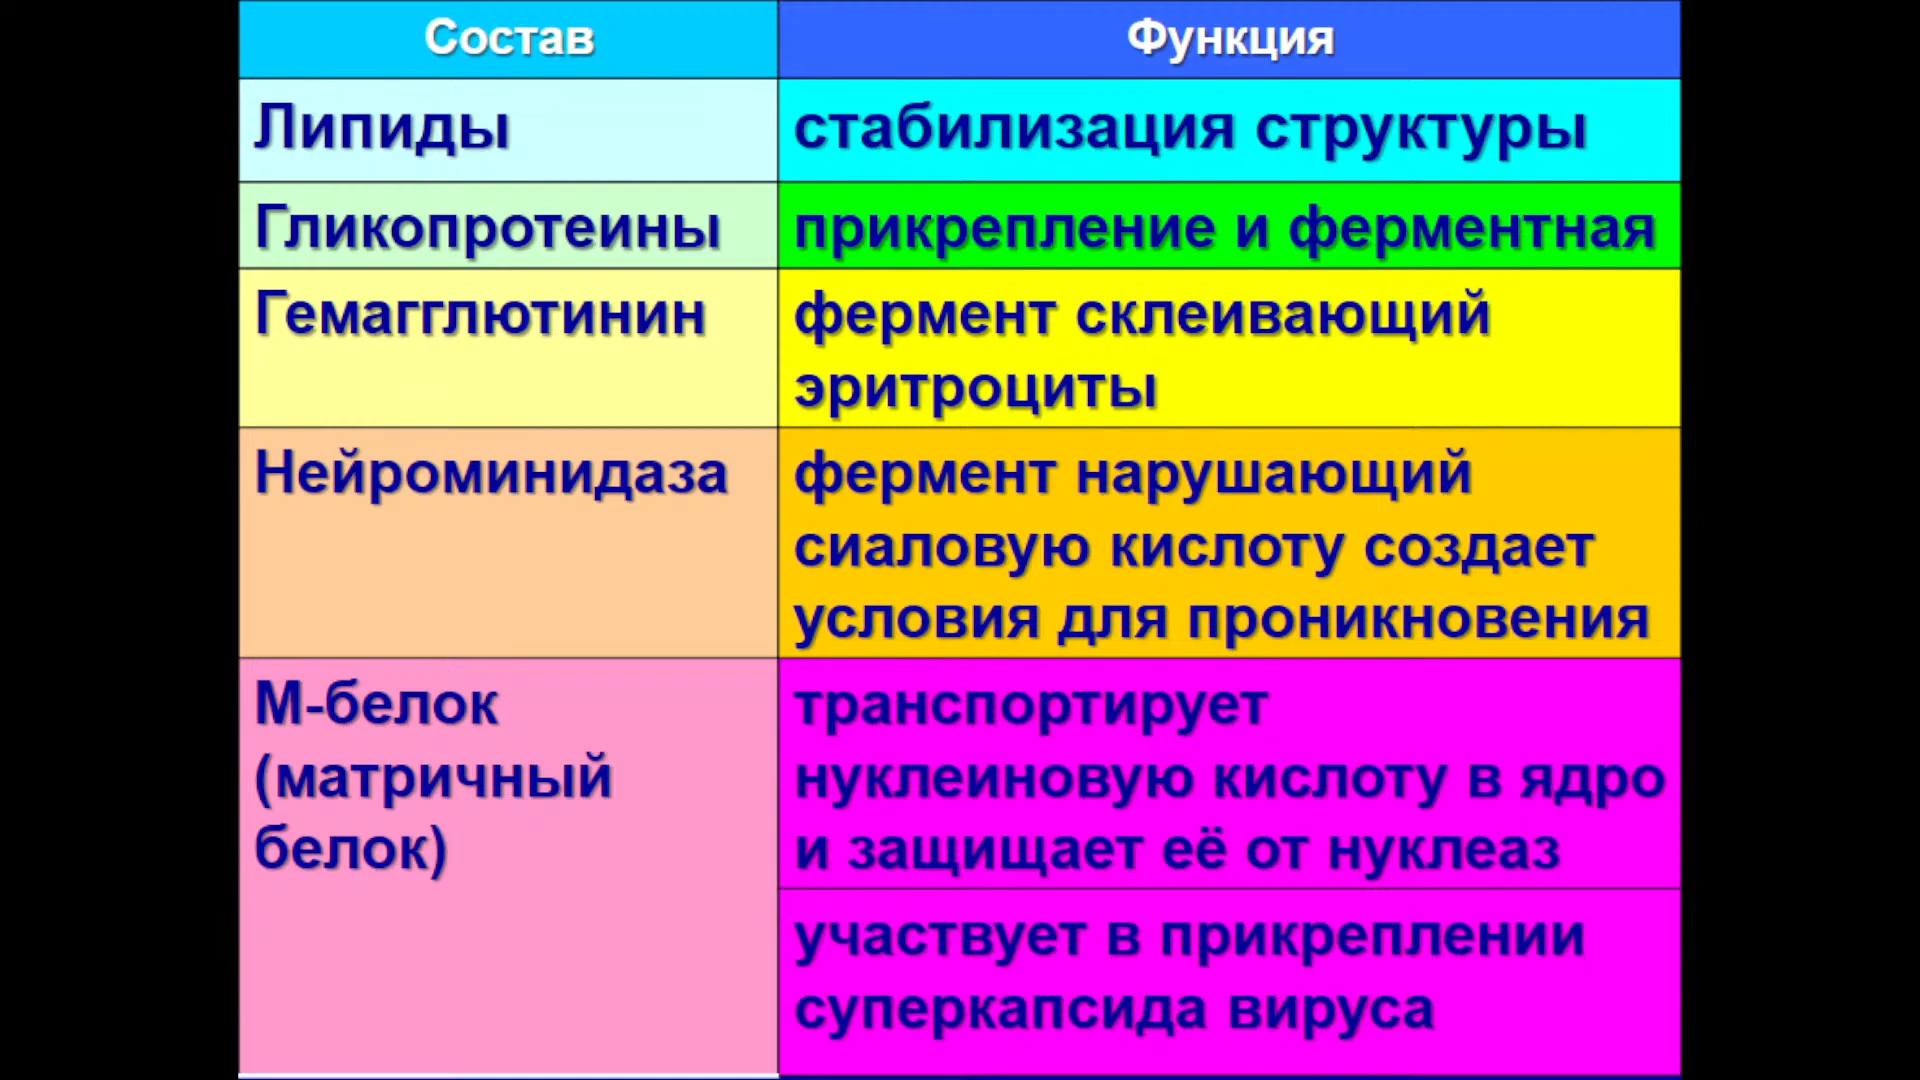 Состав
Функция
Липиды
стабилизация структуры
Гликопротеины
прикрепление и ферментная
Гемагглютинин
фермент склеивающий
эритроциты
Нейроминидаза
фермент нарушающий
сиаловую кислоту создает
условия для проникновения
М-белок
(матричный
белок)
транспортирует
нуклеиновую кислоту в ядро
и защищает её от нуклеаз
участвует в прикреплении
суперкапсида вируса